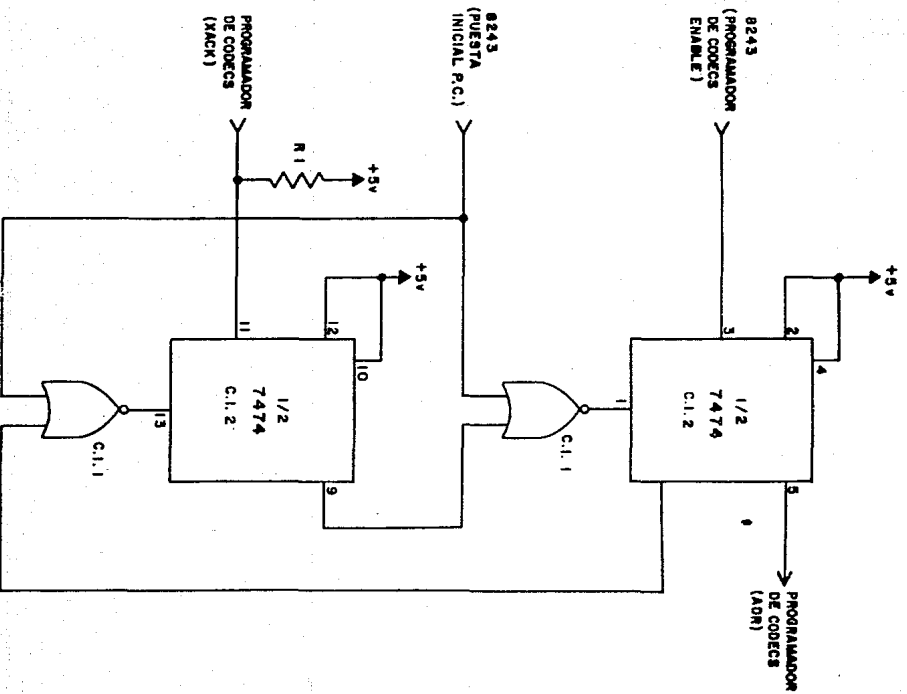 8243
(PROGRAMADOR
DE CODECS
ENABLE)
+5v
2
4
3
1/2
7474
C.I.2
1
5
PROGRAMADOR
DE CODECS
(ADR)
8243
(PUESTA
INICIAL P.C.)
C.I.1
PROGRAMADOR
DE CODECS
(XACK)
R1
+5v
+5v
12
10
11
1/2
7474
C.I.2
13
9
C.I.1